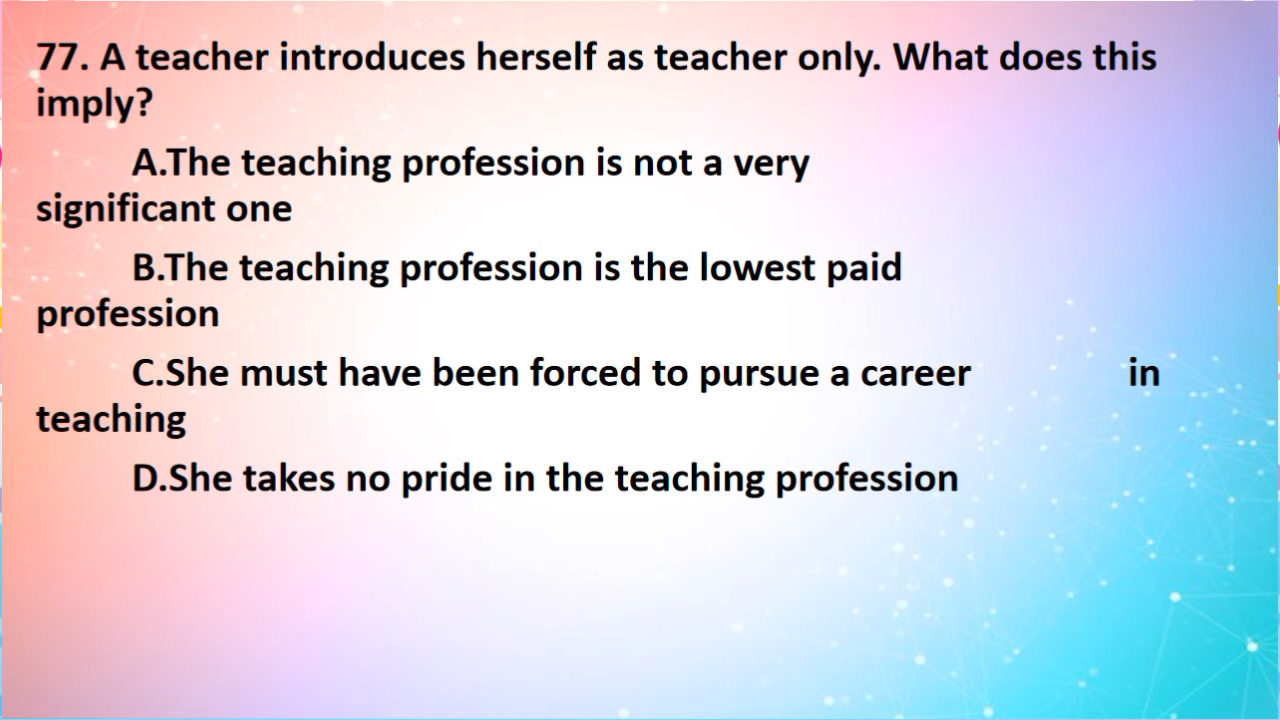 77. A teacher introduces herself as teacher only. What does this
imply?
A.The teaching profession is not a very
significant one
B.The teaching profession is the lowest paid
profession
C.She must have been forced to pursue a career in
teaching
D.She takes no pride in the teaching profession